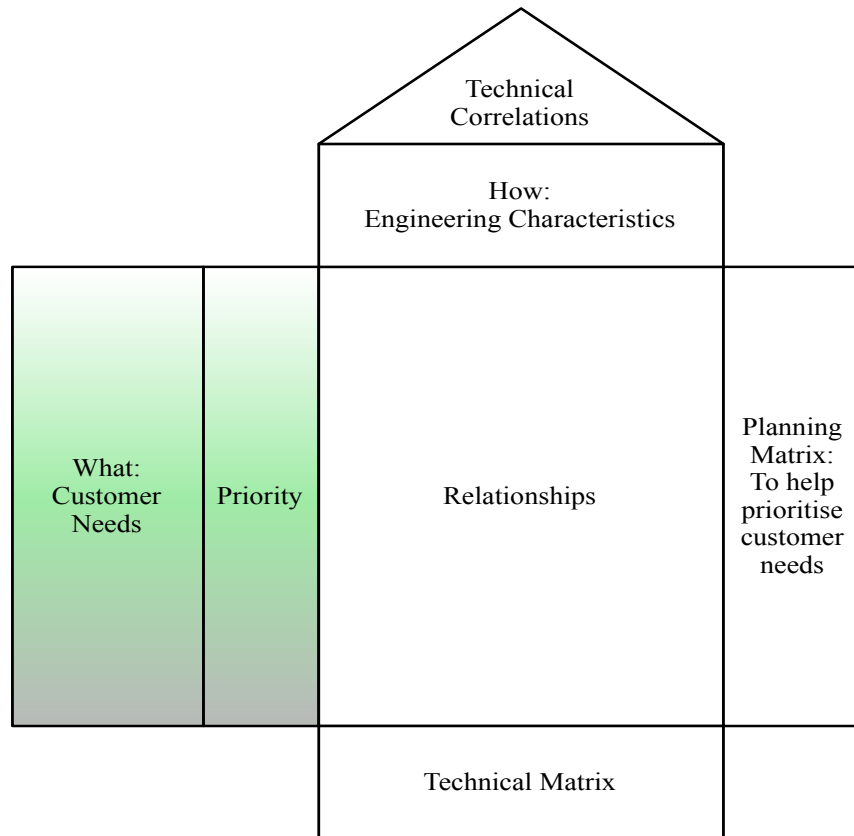 Technical
Correlations
How:
Engineering Characteristics
What:
Customer
Needs
Priority
Relationships
Planning
Matrix:
To help
prioritise
customer
needs
Technical Matrix